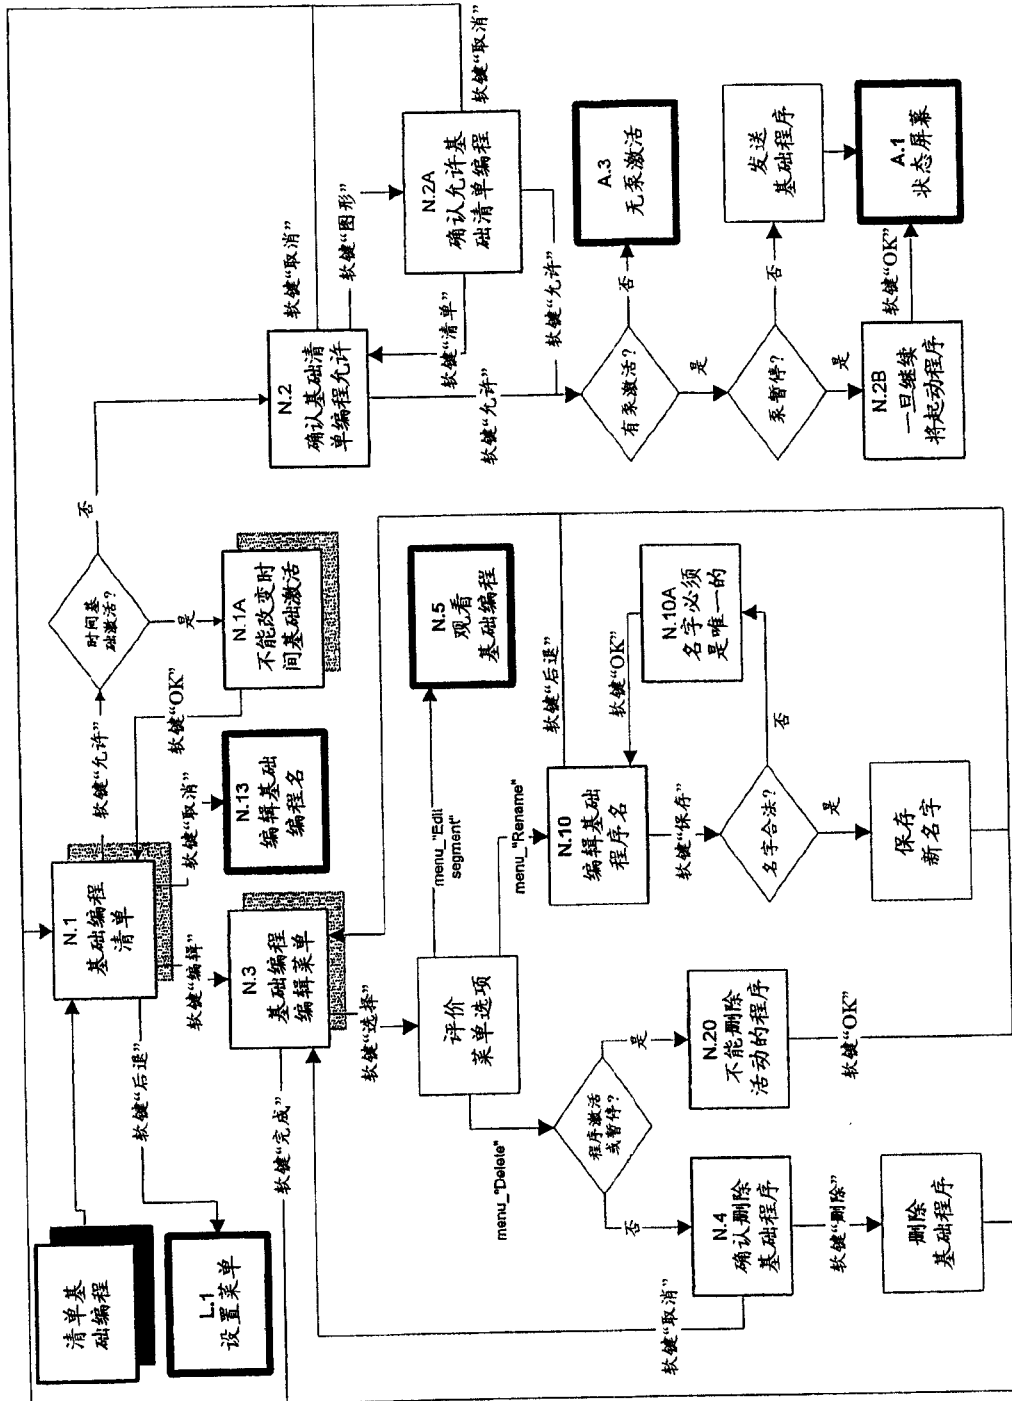 清单基
础编程
L.1
设置菜单
软键“后退”
N.1
基础编程
清单
软键“允许”
时间基
础激活?
否
是
N.1A
不能改变时
间基础激活
软键“OK”
软键“取消”
N.13
编辑基础
编程名
软键“编辑”
N.3
基础编程
编辑菜单
软键“完成”
软键“选择”
N.2
确认基础清
单编程允许
软键“取消”
软键“图形”
N.2A
确认允许基
础清单编程
软键“取消”
软键“清单”
软键“允许”
软键“允许”
有泵激活?
否
A.3
无泵激活
是
泵暂停?
否
发送
基础程序
是
N.2B
一旦继续
将起动程序
软键“OK”
A.1
状态屏幕
评价
菜单选项
menu_"Edil
segment"
N.5
观看
基础编程
menu_"Rename"
N.10
编辑基础
程序名
软键“后退”
软键“OK”
N.10A
名字必须
是唯一的
软键“保存”
名字合法?
否
是
保存
新名字
menu_"Delete"
程序激活
或暂停?
是
N.20
不能删除
活动的程序
软键“OK”
否
N.4
确认删除
基础程序
软键“取消”
软键“删除”
删除
基础程序